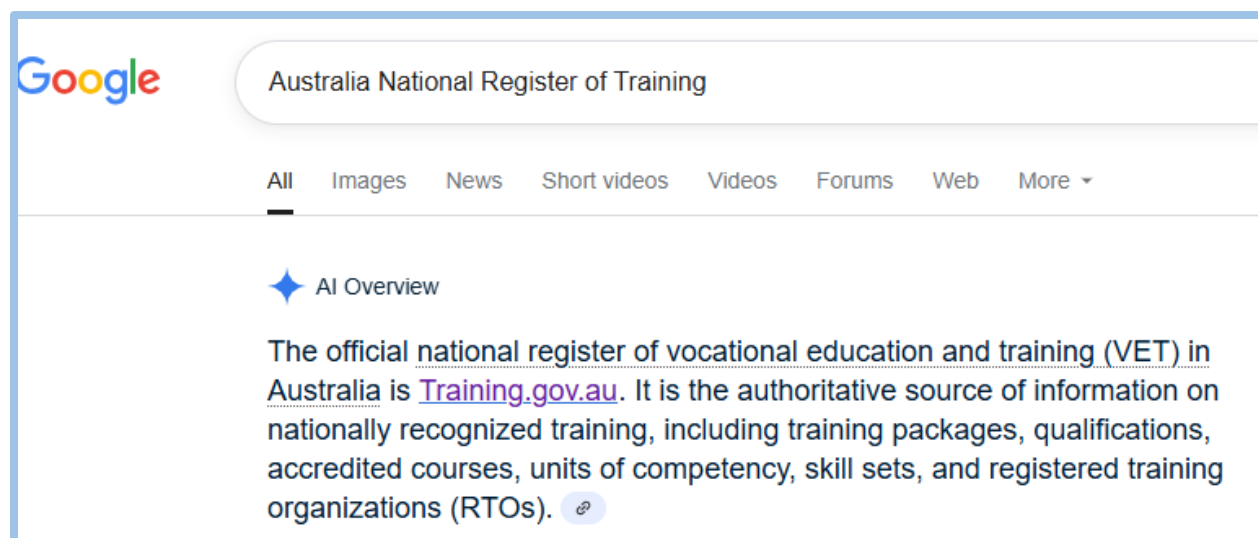 Google
Australia National Register of Training
All Images News Short videos Videos Forums Web More
AI Overview
The official national register of vocational education and training (VET) in
Australia is Training.gov.au. It is the authoritative source of information on
nationally recognized training, including training packages, qualifications,
accredited courses, units of competency, skill sets, and registered training
organizations (RTOs).